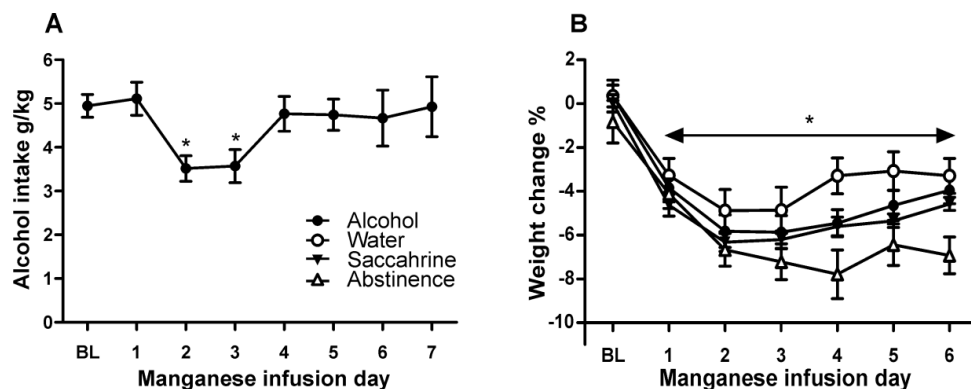 A
Alcohol intake g/kg
6
5
4
3
2
1
0
* *
Alcohol
Water
Saccahrine
Abstinence
BL 1 2 3 4 5 6 7
Manganese infusion day
B
Weight change %
2
0
-2
-4
-6
-8
-10
*
BL 1 2 3 4 5 6
Manganese infusion day